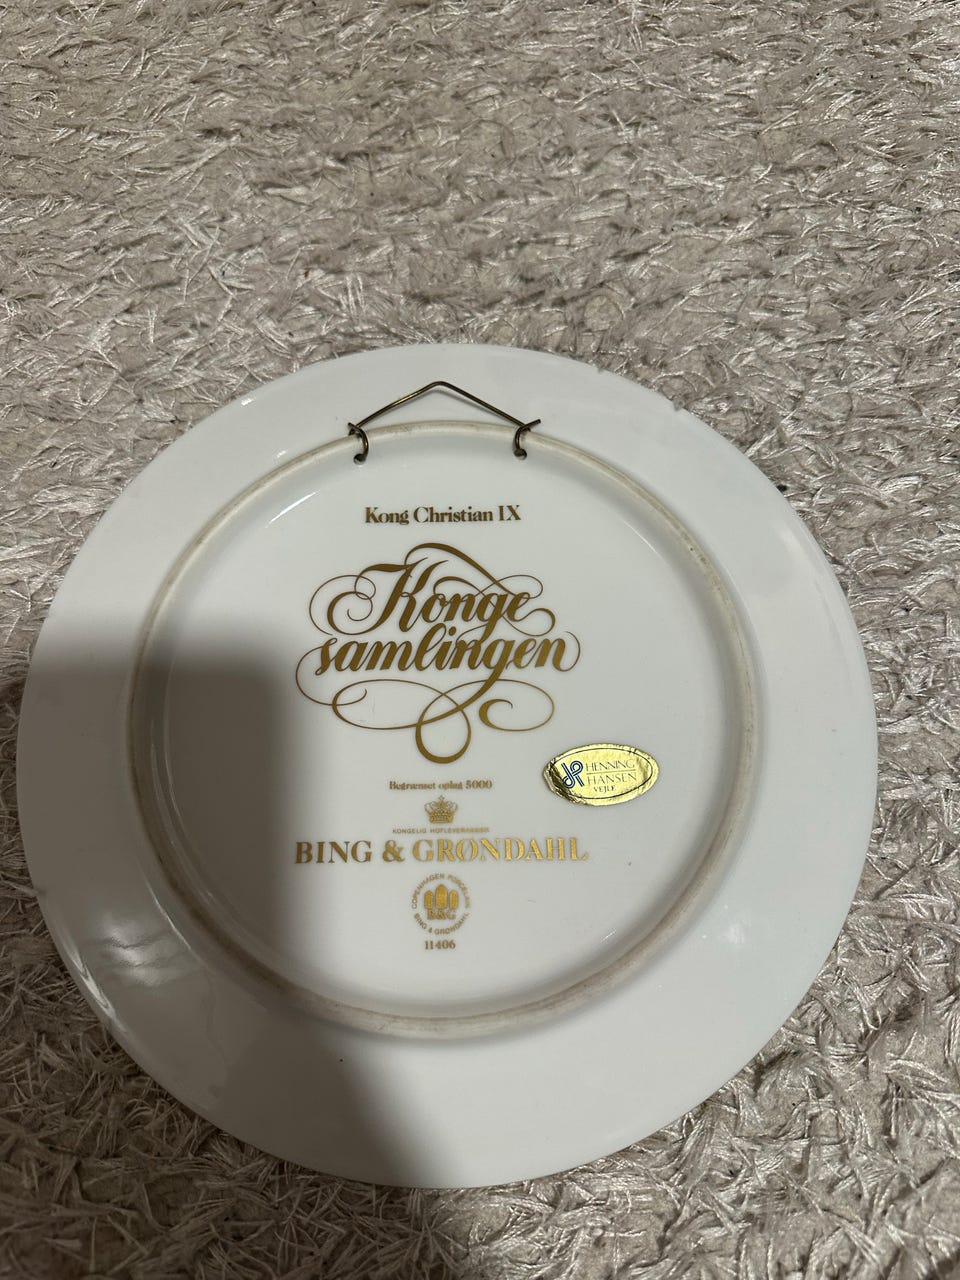 Kong Christian IX
Konge
samlingen
Begrænset oplag 5000
HENNING
HANSEN
VEJLE
KONGELIG HOFLEVERANDØR
BING & GRØNDAHL
COPENHAGEN PORCELAIN
B&G
BING & GRØNDAHL
11406